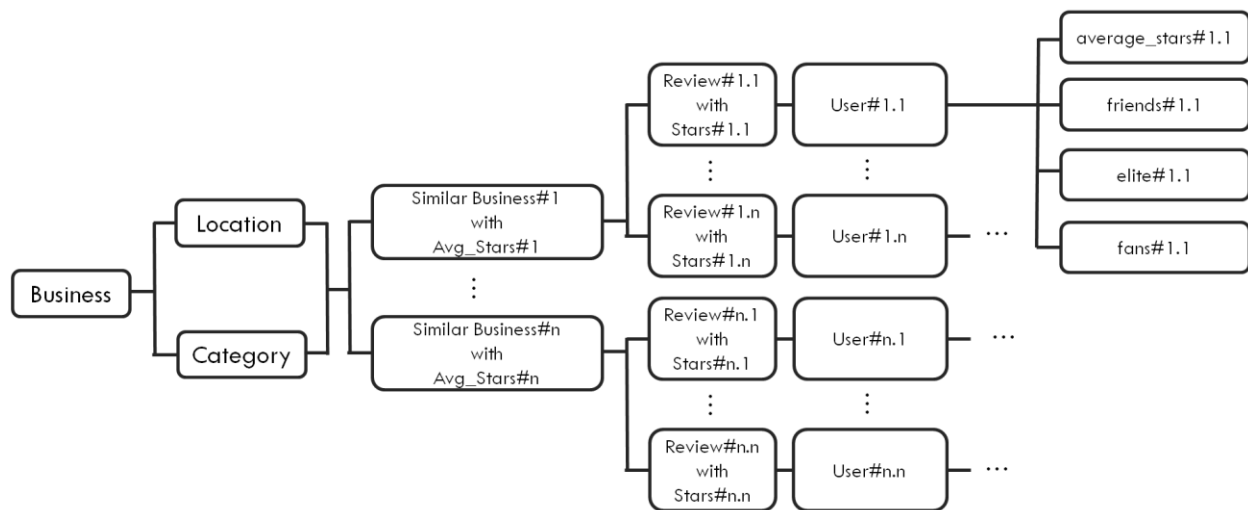 Business
Location
Category
Similar Business#1
with
Avg_Stars#1
⋮
Similar Business#n
with
Avg_Stars#n
Review#1.1
with
Stars#1.1
⋮
Review#1.n
with
Stars#1.n
Review#n.1
with
Stars#n.1
⋮
Review#n.n
with
Stars#n.n
User#1.1
⋮
User#1.n
...
User#n.1
...
⋮
User#n.n
...
average_stars#1.1
friends#1.1
elite#1.1
fans#1.1